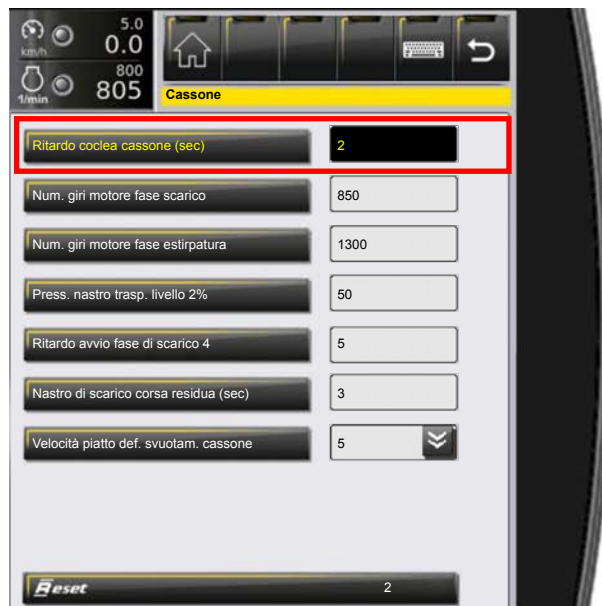 km/h
5.0
0.0
1/min
800
805
Cassone
Ritardo coclea cassone (sec)
2
Num. giri motore fase scarico
850
Num. giri motore fase estirpatura
1300
Press. nastro trasp. livello 2%
50
Ritardo avvio fase di scarico 4
5
Nastro di scarico corsa residua (sec)
3
Velocità piatto def. svuotam. cassone
5
Reset
2